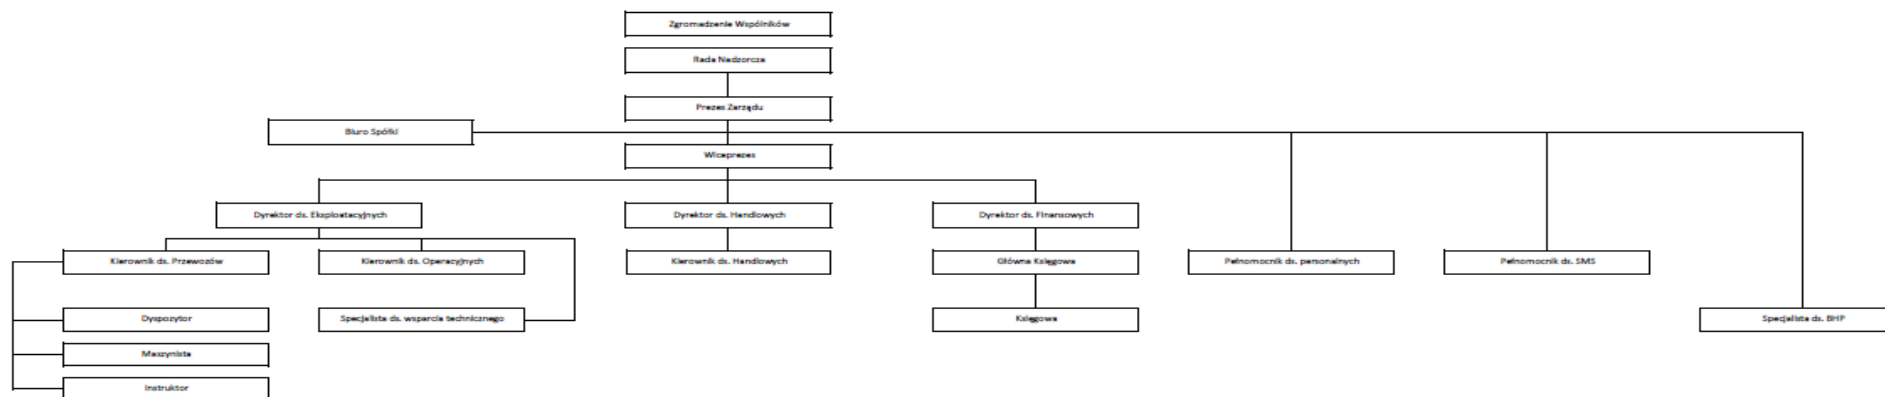 Zgromadzenie Wspólników
Rada Nadzorcza
Prezes Zarządu
Biuro Spółki
Wiceprezes
Dyrektor ds. Eksploatacyjnych
Dyrektor ds. Handlowych
Dyrektor ds. Finansowych
Kierownik ds. Przewozów
Kierownik ds. Operacyjnych
Kierownik ds. Handlowych
Główna Księgowa
Pełnomocnik ds. personalnych
Pełnomocnik ds. SMS
Dyspozytor
Specjalista ds. wsparcia technicznego
Księgowa
Specjalista ds. BHP
Maszynista
Instruktor